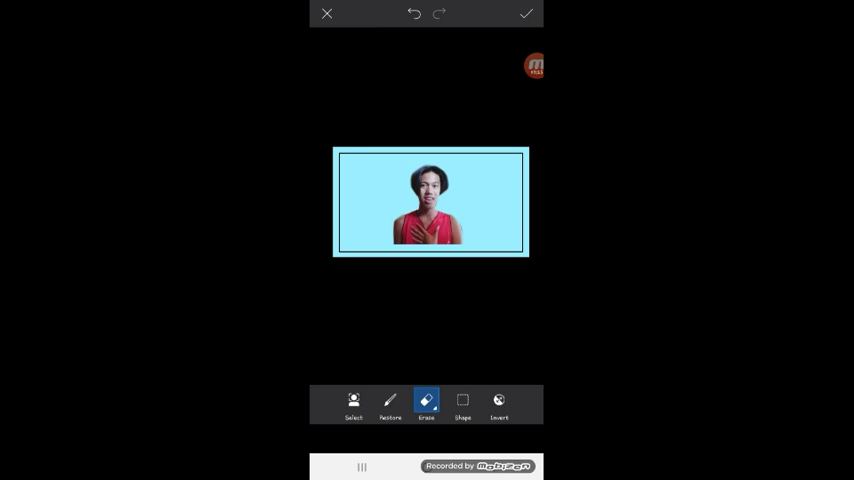 Select
Restore
Erase
Shape
Invert
Recorded by Mobizen